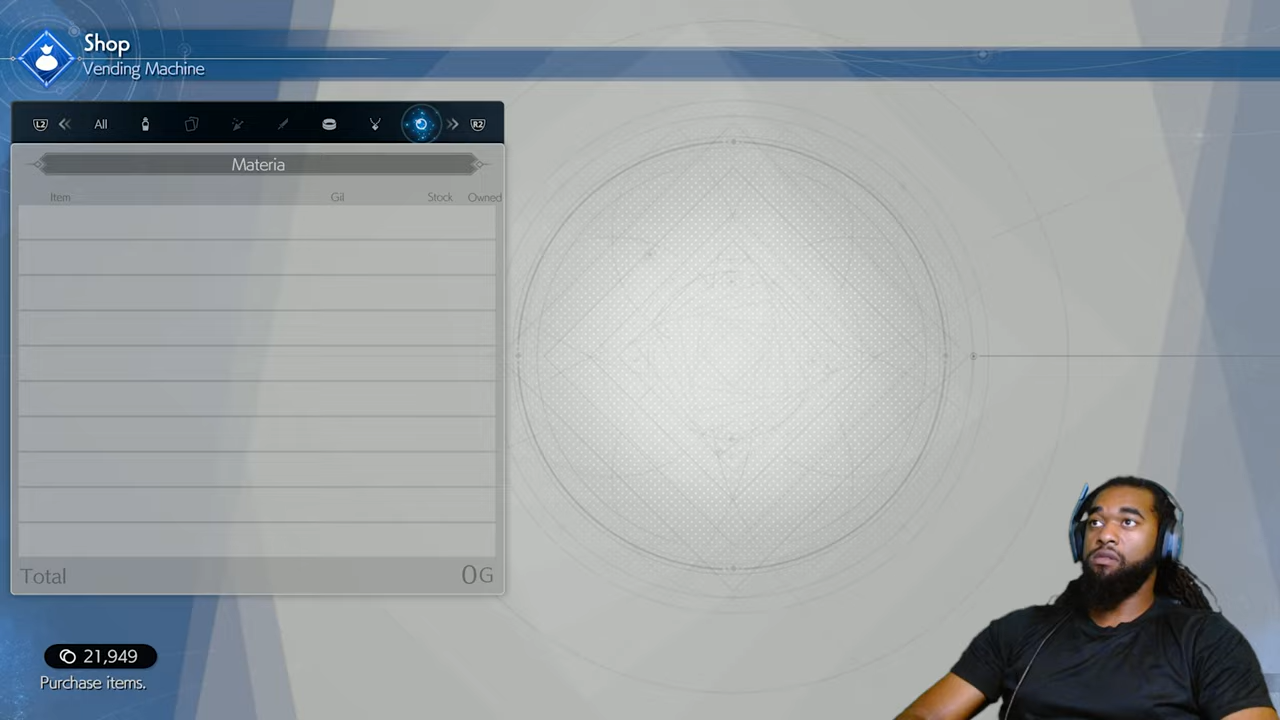 Shop
Vending Machine
L2 All R2
Materia
Item Gil Stock Owned
Total 0G
21,949
Purchase items.